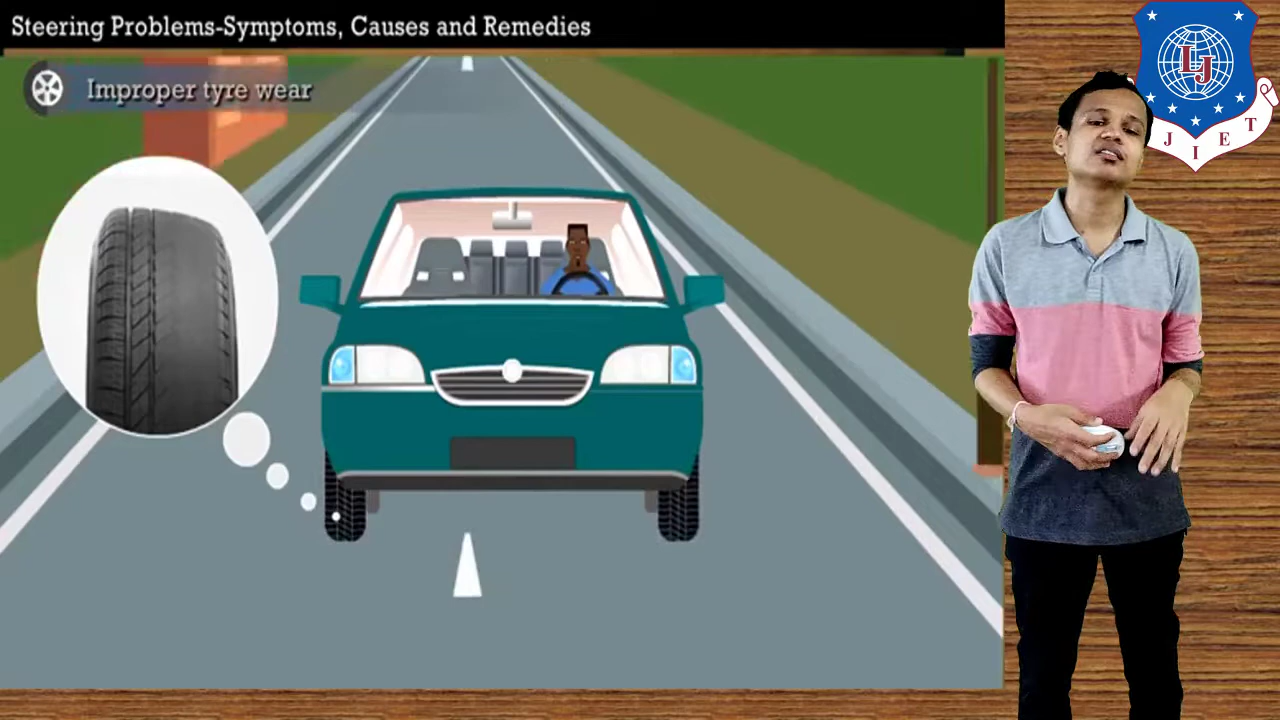 Steering Problems-Symptoms, Causes and Remedies
Improper tyre wear
LJ
J I E T